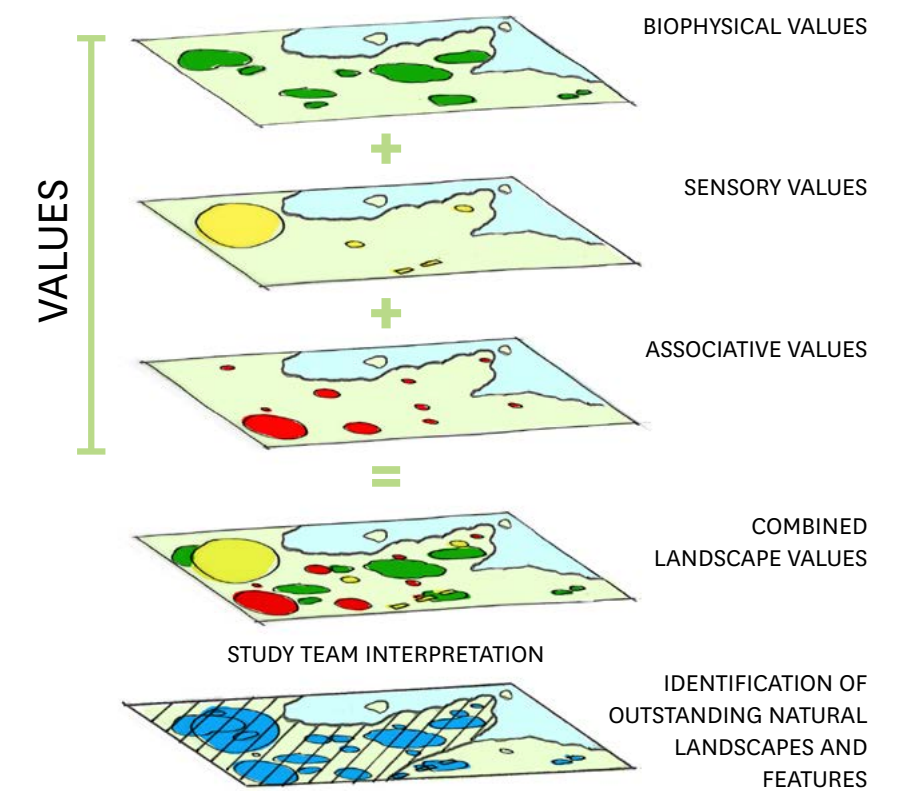 BIOPHYSICAL VALUES
+
SENSORY VALUES
VALUES
+
ASSOCIATIVE VALUES
=
COMBINED
LANDSCAPE VALUES
STUDY TEAM INTERPRETATION
IDENTIFICATION OF
OUTSTANDING NATURAL
LANDSCAPES AND
FEATURES